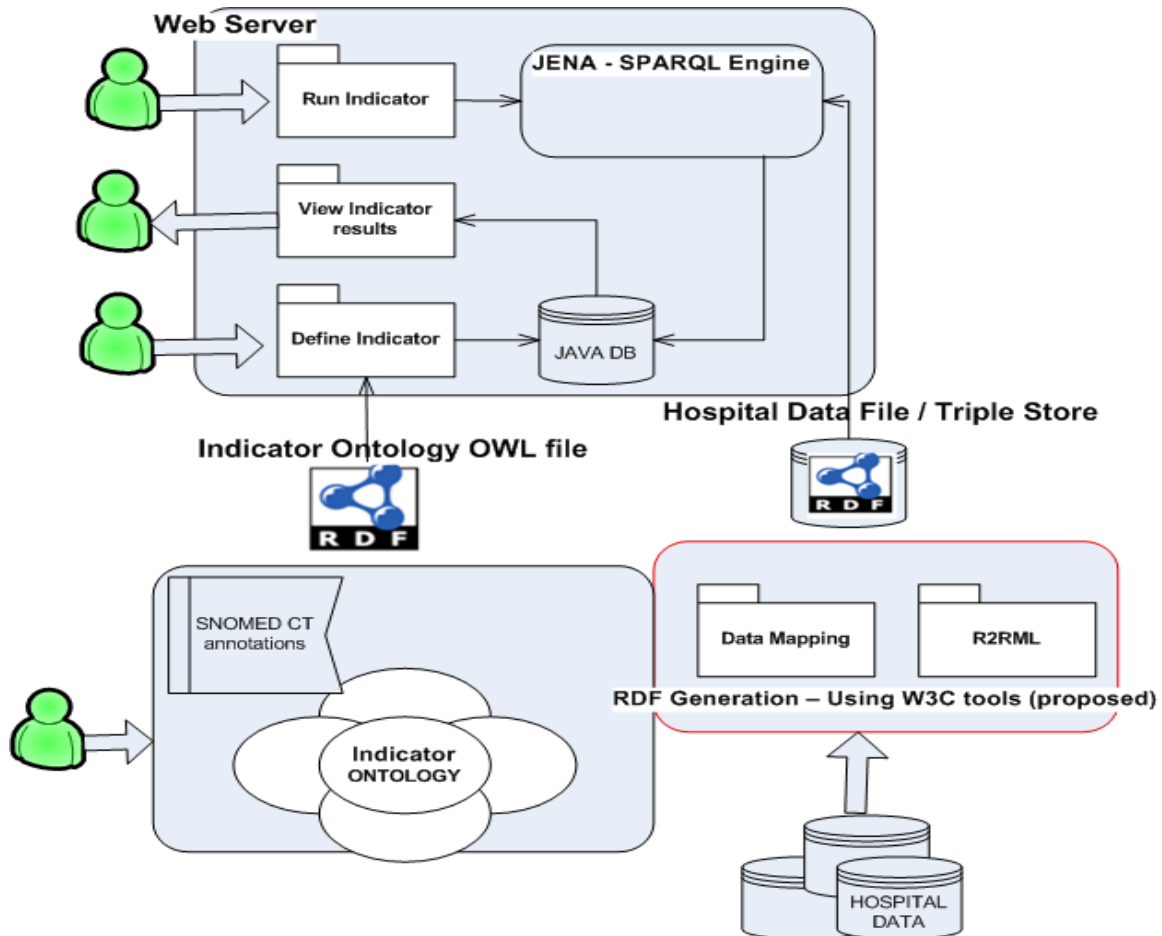 Web Server
JENA - SPARQL Engine
Run Indicator
View Indicator
results
Define Indicator
JAVA DB
Hospital Data File / Triple Store
Indicator Ontology OWL file
RDF
RDF
SNOMED CT
annotations
Data Mapping
R2RML
RDF Generation – Using W3C tools (proposed)
Indicator
ONTOLOGY
HOSPITAL
DATA